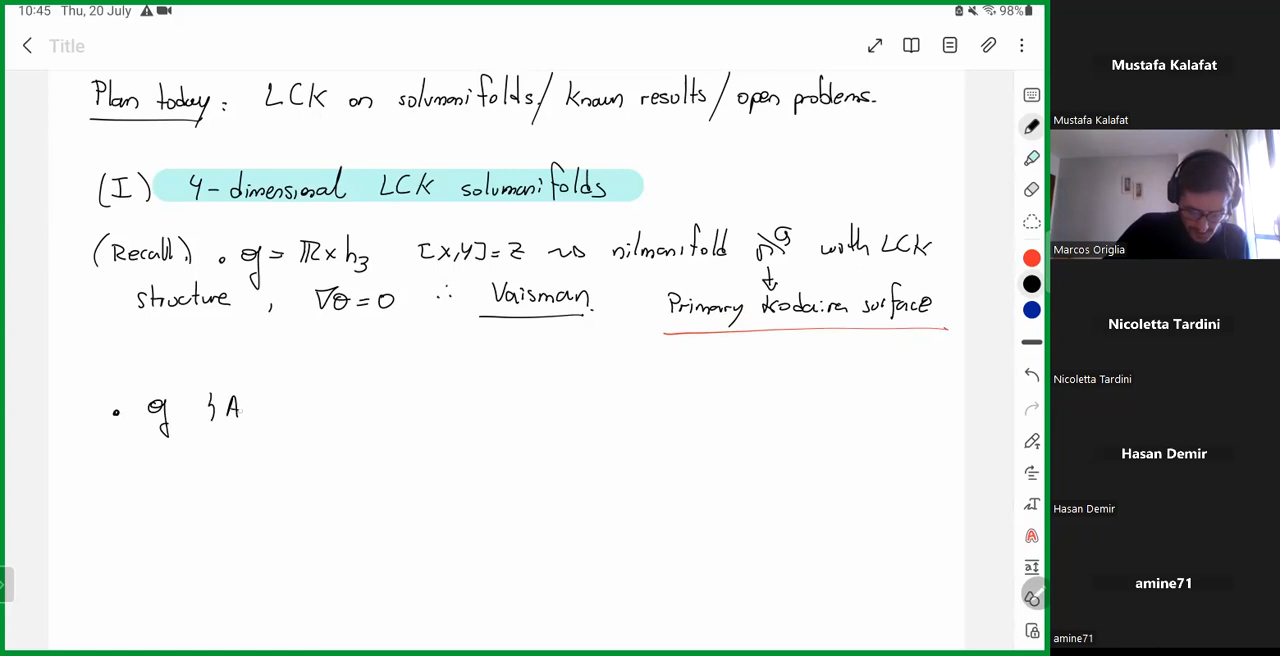 10:45 Thu, 20 July
98%
Title
Plan today: LCK on solvmanifolds/ known results/ open problems.
(I) 4-dimensional LCK solvmanifolds
(Recall) • g = ℝ × h₃ [X,Y]=Z ⇝ nilmanifold Γ\G with LCK
structure, ∇θ=0 ∴ Vaisman.
↓
Primary Kodaira surface
• g {A
Mustafa Kalafat
Mustafa Kalafat
Marcos Origlia
Nicoletta Tardini
Nicoletta Tardini
Hasan Demir
Hasan Demir
amine71
amine71